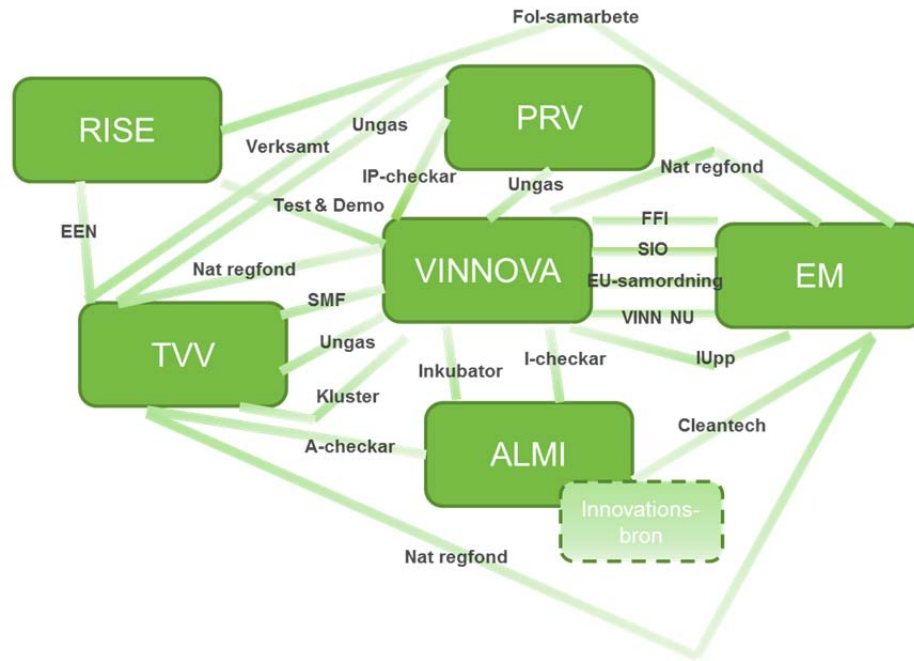 FoI-samarbete
RISE
PRV
Ungas
Verksamt
IP-checkar
Ungas
Nat regfond
Test & Demo
EEN
FFI
SIO
VINNOVA
EU-samordning
EM
Nat regfond
SMF
VINN NU
TVV
Ungas
Inkubator
I-checkar
IUpp
Kluster
Cleantech
A-checkar
ALMI
Innovations-
bron
Nat regfond